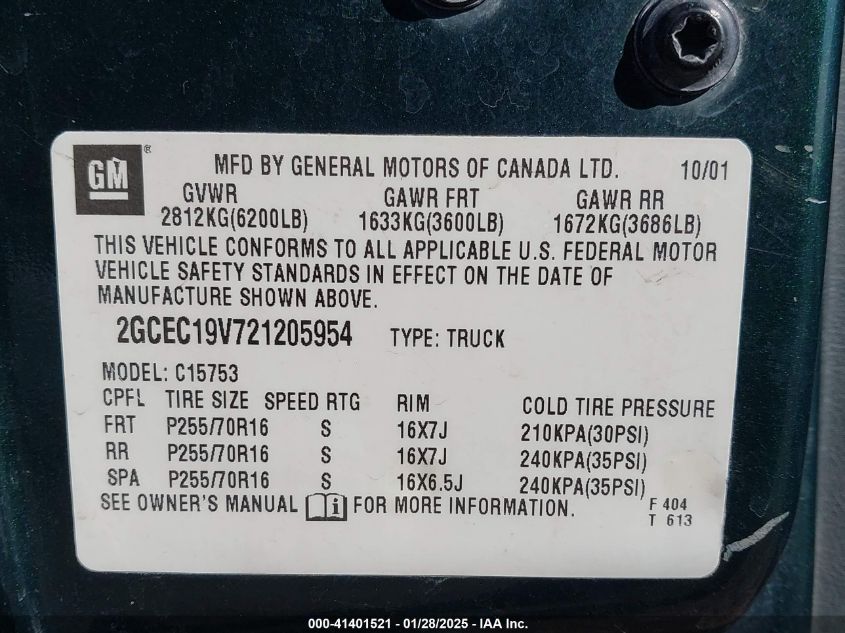 GM ® MFD BY GENERAL MOTORS OF CANADA LTD. 10/01
GVWR GAWR FRT GAWR RR
2812KG(6200LB) 1633KG(3600LB) 1672KG(3686LB)
THIS VEHICLE CONFORMS TO ALL APPLICABLE U.S. FEDERAL MOTOR
VEHICLE SAFETY STANDARDS IN EFFECT ON THE DATE OF
MANUFACTURE SHOWN ABOVE.
2GCEC19V721205954 TYPE: TRUCK
MODEL: C15753
CPFL TIRE SIZE SPEED RTG RIM COLD TIRE PRESSURE
FRT P255/70R16 S 16X7J 210KPA(30PSI)
RR P255/70R16 S 16X7J 240KPA(35PSI)
SPA P255/70R16 S 16X6.5J 240KPA(35PSI)
SEE OWNER'S MANUAL i FOR MORE INFORMATION.
F 404
T 613
000-41401521 | 01/28/2025 | © IAA, Inc.